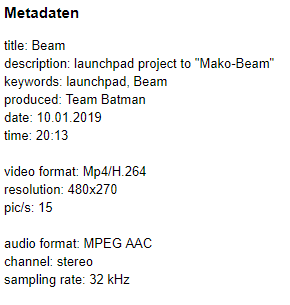 Metadaten
title: Beam
description: launchpad project to "Mako-Beam"
keywords: launchpad, Beam
produced: Team Batman
date: 10.01.2019
time: 20:13
video format: Mp4/H.264
resolution: 480x270
pic/s: 15
audio format: MPEG AAC
channel: stereo
sampling rate: 32 kHz